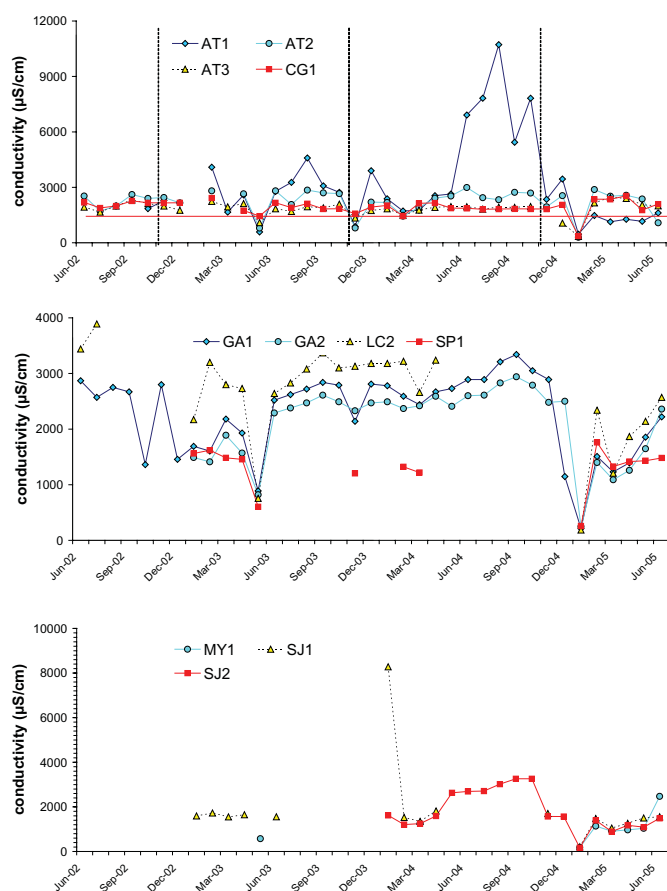 12000
9000
6000
3000
0
conductivity (µS/cm)
AT1 AT2
AT3 CG1
Jun-02 Sep-02 Dec-02 Mar-03 Jun-03 Sep-03 Dec-03 Mar-04 Jun-04 Sep-04 Dec-04 Mar-05 Jun-05
4000
3000
2000
1000
0
conductivity (µS/cm)
GA1 GA2 LC2 SP1
Jun-02 Sep-02 Dec-02 Mar-03 Jun-03 Sep-03 Dec-03 Mar-04 Jun-04 Sep-04 Dec-04 Mar-05 Jun-05
10000
8000
6000
4000
2000
0
conductivity (µS/cm)
MY1 SJ1
SJ2
Jun-02 Sep-02 Dec-02 Mar-03 Jun-03 Sep-03 Dec-03 Mar-04 Jun-04 Sep-04 Dec-04 Mar-05 Jun-05